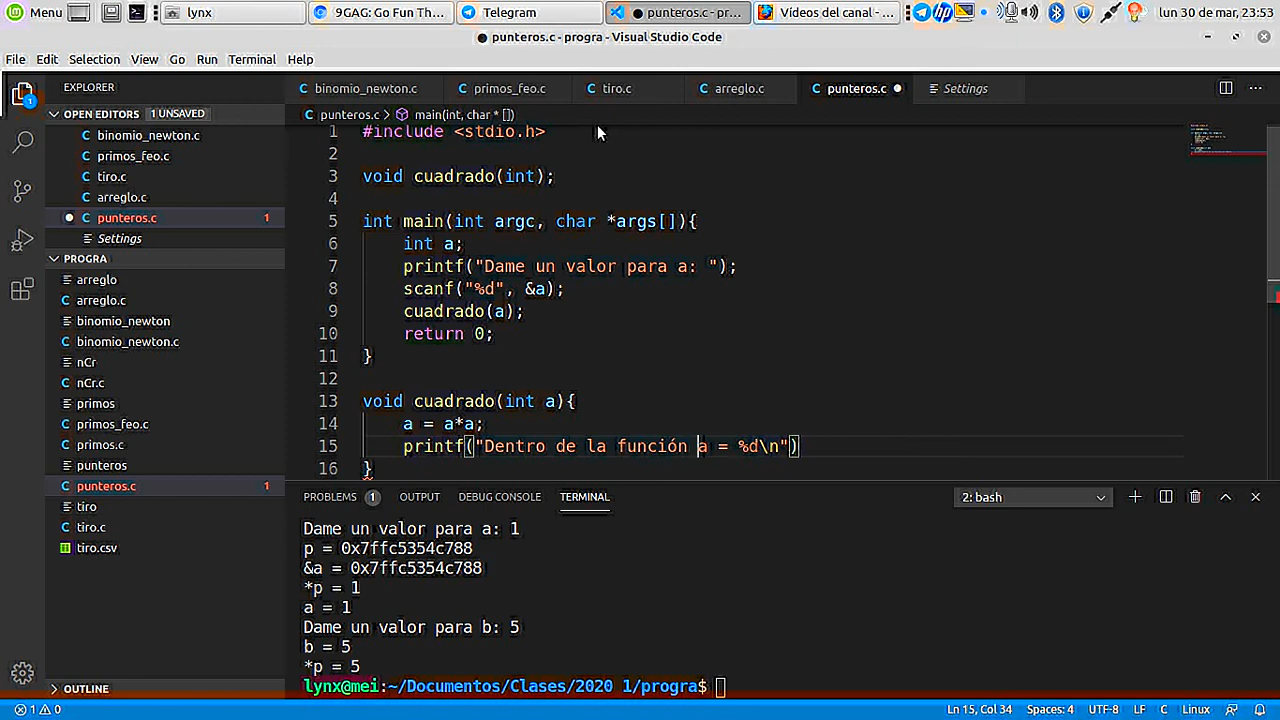 Menu lynx 9GAG: Go Fun Th... Telegram punteros.c - pr... Vídeos del canal - ... lun 30 de mar, 23:53
● punteros.c - progra - Visual Studio Code
File Edit Selection View Go Run Terminal Help
EXPLORER
binomio_newton.c primos_feo.c tiro.c arreglo.c punteros.c Settings
OPEN EDITORS 1 UNSAVED
binomio_newton.c
primos_feo.c
tiro.c
arreglo.c
punteros.c 1
Settings
PROGRA
arreglo
arreglo.c
binomio_newton
binomio_newton.c
nCr
nCr.c
primos
primos_feo.c
primos.c
punteros
punteros.c 1
tiro
tiro.c
tiro.csv
OUTLINE
punteros.c > main(int, char * [])
1 #include <stdio.h>
2
3 void cuadrado(int);
4
5 int main(int argc, char *args[]){
6 int a;
7 printf("Dame un valor para a: ");
8 scanf("%d", &a);
9 cuadrado(a);
10 return 0;
11 }
12
13 void cuadrado(int a){
14 a = a*a;
15 printf("Dentro de la función a = %d\n")
16 }
PROBLEMS 1 OUTPUT DEBUG CONSOLE TERMINAL 2: bash
Dame un valor para a: 1
p = 0x7ffc5354c788
&a = 0x7ffc5354c788
*p = 1
a = 1
Dame un valor para b: 5
b = 5
*p = 5
lynx@mei:~/Documentos/Clases/2020 1/progra$
1 0 Ln 15, Col 34 Spaces: 4 UTF-8 LF C Linux